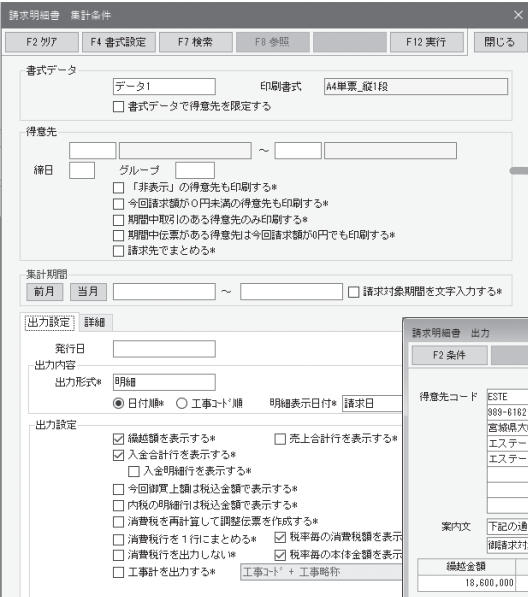 請求明細書 集計条件
F2 ｸﾘｱ F4 書式設定 F7 検索 F8 参照 F12 実行 閉じる
書式データ
データ1 印刷書式 A4単票_縦1段
書式データで得意先を限定する
得意先
～
締日 グループ
「非表示」の得意先も印刷する*
今回請求額が０円未満の得意先も印刷する*
期間中取引のある得意先のみ印刷する*
期間中伝票がある得意先は今回請求額が0円でも印刷する*
請求先でまとめる*
集計期間
前月 当月 ～ 請求対象期間を文字入力する*
出力設定 詳細
発行日
出力内容
出力形式* 明細
日付順* 工事ｺｰﾄﾞ順 明細表示日付* 請求日
出力設定
繰越額を表示する* 売上合計行を表示する*
入金合計行を表示する*
入金明細行を表示する*
今回御買上額は税込金額で表示する*
内税の明細行は税込金額で表示する*
消費税を再計算して調整伝票を作成する*
消費税行を１行にまとめる* 税率毎の消費税額を表示
消費税行を出力しない* 税率毎の本体金額を表示
工事計を出力する* 工事ｺｰﾄﾞ + 工事略称
請求明細書 出力
F2 条件
得意先コード ESTE
989-6162
宮城県大
エステー
エステー
案内文 下記の通
御請求対
繰越金額
18,600,000